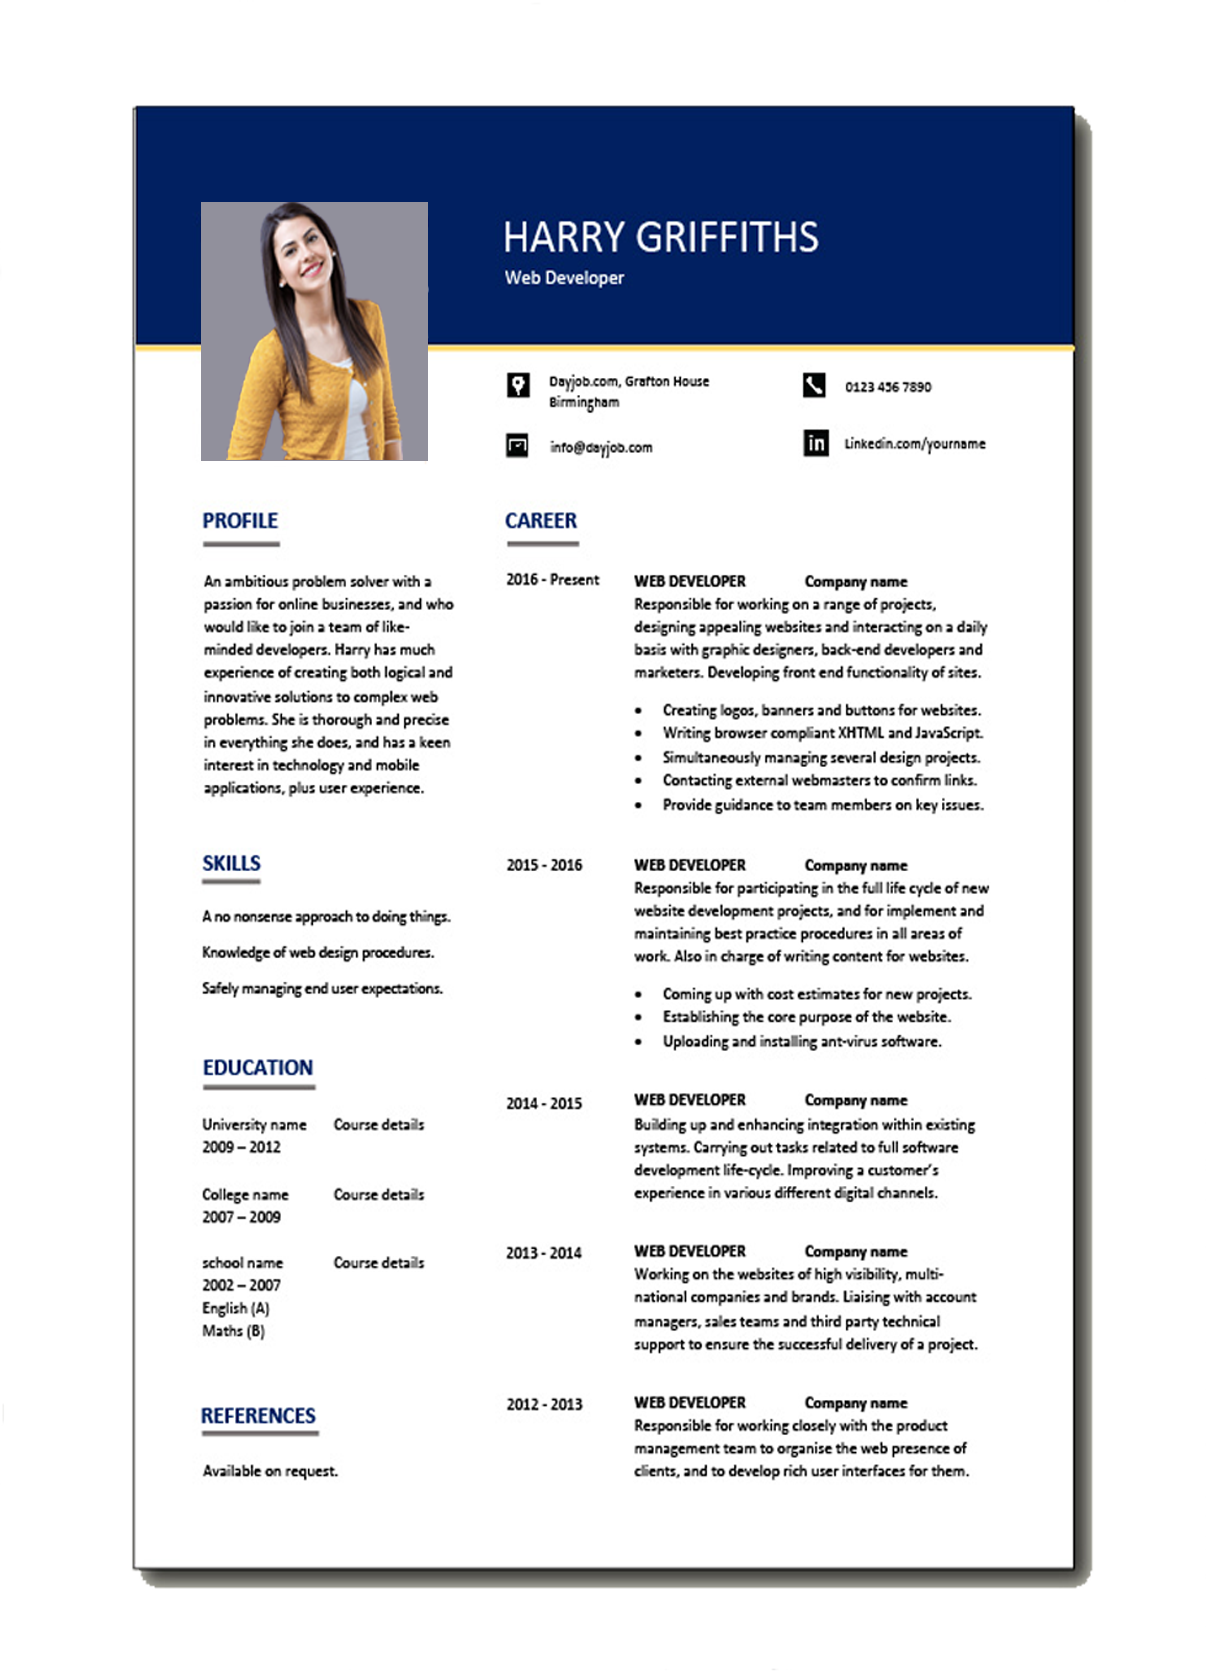 HARRY GRIFFITHS
Web Developer
Dayjob.com, Grafton House
Birmingham
0123 456 7890
info@dayjob.com
in
Linkedin.com/yourname
PROFILE
An ambitious problem solver with a
passion for online businesses, and who
would like to join a team of like-
minded developers. Harry has much
experience of creating both logical and
innovative solutions to complex web
problems. She is thorough and precise
in everything she does, and has a keen
interest in technology and mobile
applications, plus user experience.
SKILLS
A no nonsense approach to doing things.
Knowledge of web design procedures.
Safely managing end user expectations.
EDUCATION
University name Course details
2009 – 2012
College name Course details
2007 – 2009
school name Course details
2002 – 2007
English (A)
Maths (B)
REFERENCES
Available on request.
CAREER
2016 - Present WEB DEVELOPER Company name
Responsible for working on a range of projects,
designing appealing websites and interacting on a daily
basis with graphic designers, back-end developers and
marketers. Developing front end functionality of sites.
• Creating logos, banners and buttons for websites.
• Writing browser compliant XHTML and JavaScript.
• Simultaneously managing several design projects.
• Contacting external webmasters to confirm links.
• Provide guidance to team members on key issues.
2015 - 2016 WEB DEVELOPER Company name
Responsible for participating in the full life cycle of new
website development projects, and for implement and
maintaining best practice procedures in all areas of
work. Also in charge of writing content for websites.
• Coming up with cost estimates for new projects.
• Establishing the core purpose of the website.
• Uploading and installing ant-virus software.
2014 - 2015 WEB DEVELOPER Company name
Building up and enhancing integration within existing
systems. Carrying out tasks related to full software
development life-cycle. Improving a customer's
experience in various different digital channels.
2013 - 2014 WEB DEVELOPER Company name
Working on the websites of high visibility, multi-
national companies and brands. Liaising with account
managers, sales teams and third party technical
support to ensure the successful delivery of a project.
2012 - 2013 WEB DEVELOPER Company name
Responsible for working closely with the product
management team to organise the web presence of
clients, and to develop rich user interfaces for them.